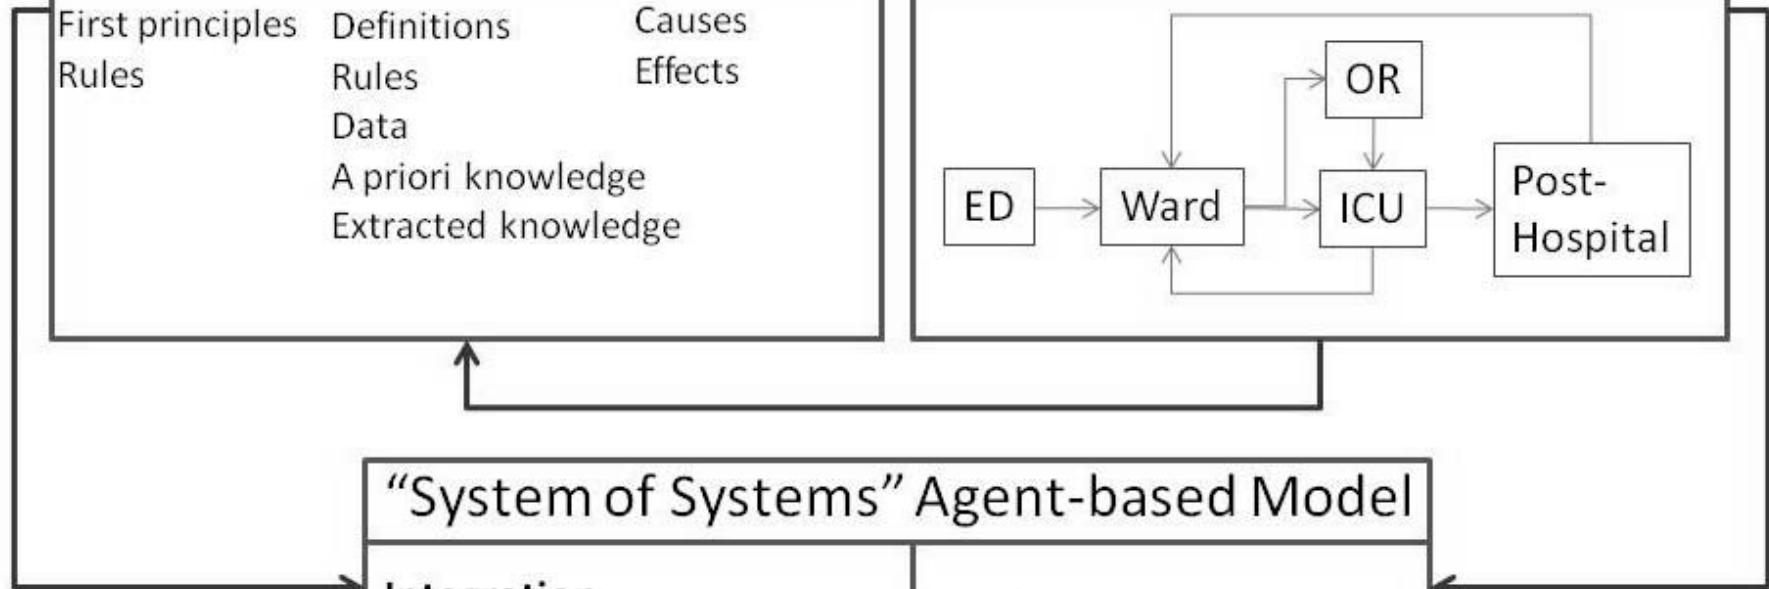 First principles
Rules
Definitions
Rules
Data
A priori knowledge
Extracted knowledge
Causes
Effects
OR
ED
Ward
ICU
Post-
Hospital
“System of Systems” Agent-based Model
Integration